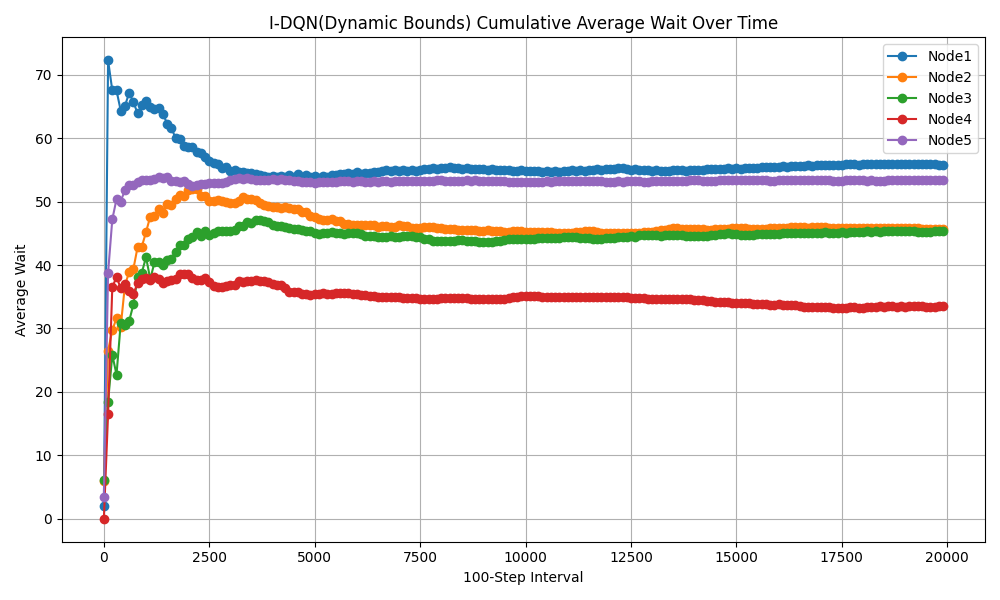 I-DQN(Dynamic Bounds) Cumulative Average Wait Over Time
Node1
Node2
Node3
Node4
Node5
Average Wait
70
60
50
40
30
20
10
0
0 2500 5000 7500 10000 12500 15000 17500 20000
100-Step Interval